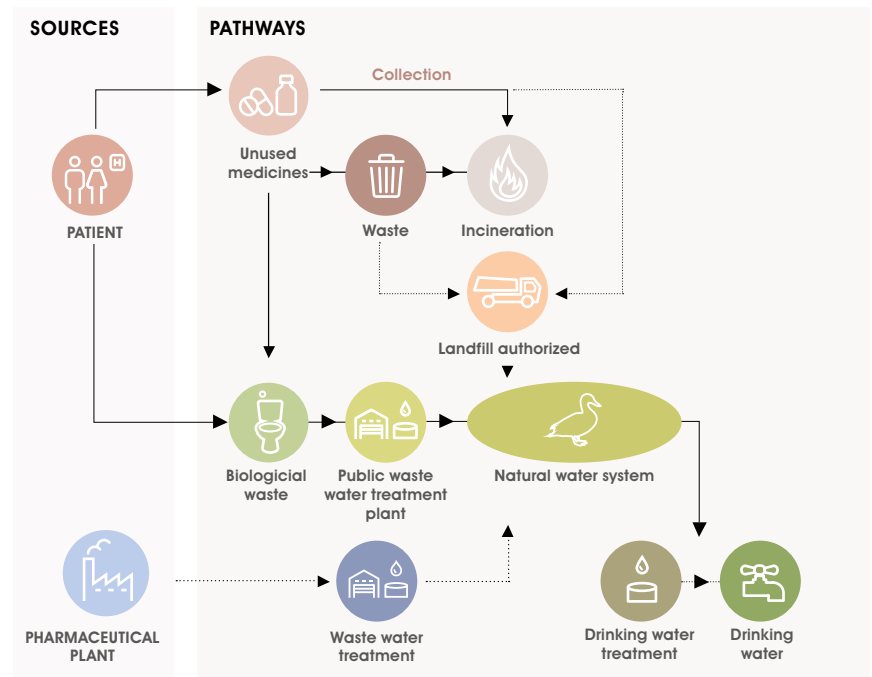 SOURCES
PATHWAYS
Collection
Unused
medicines
H
PATIENT
Waste
Incineration
Landfill authorized
Biologicial
waste
Public waste
water treatment
plant
Natural water system
PHARMACEUTICAL
PLANT
Waste water
treatment
Drinking water
treatment
Drinking
water